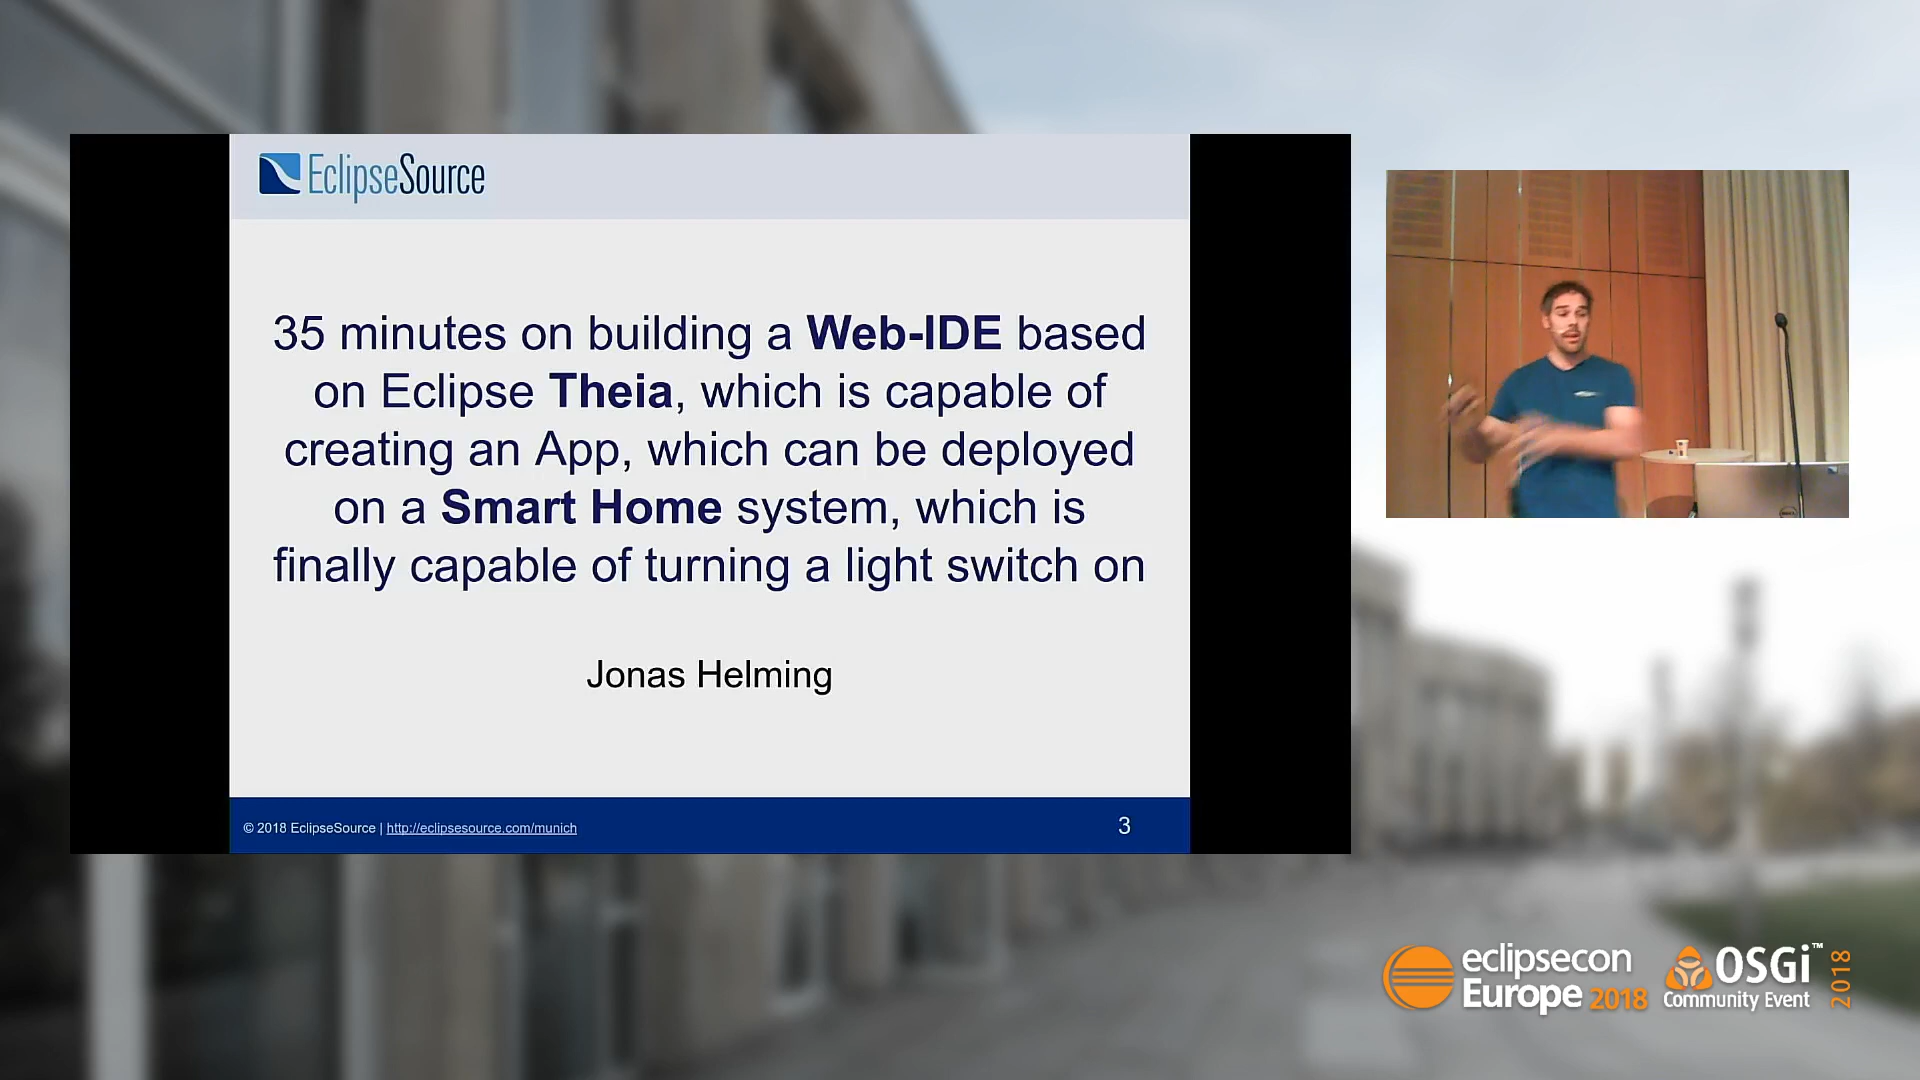 EclipseSource
35 minutes on building a Web-IDE based
on Eclipse Theia, which is capable of
creating an App, which can be deployed
on a Smart Home system, which is
finally capable of turning a light switch on
Jonas Helming
© 2018 EclipseSource | http://eclipsesource.com/munich
3
eclipsecon
Europe 2018
OSGi™
Community Event
2018